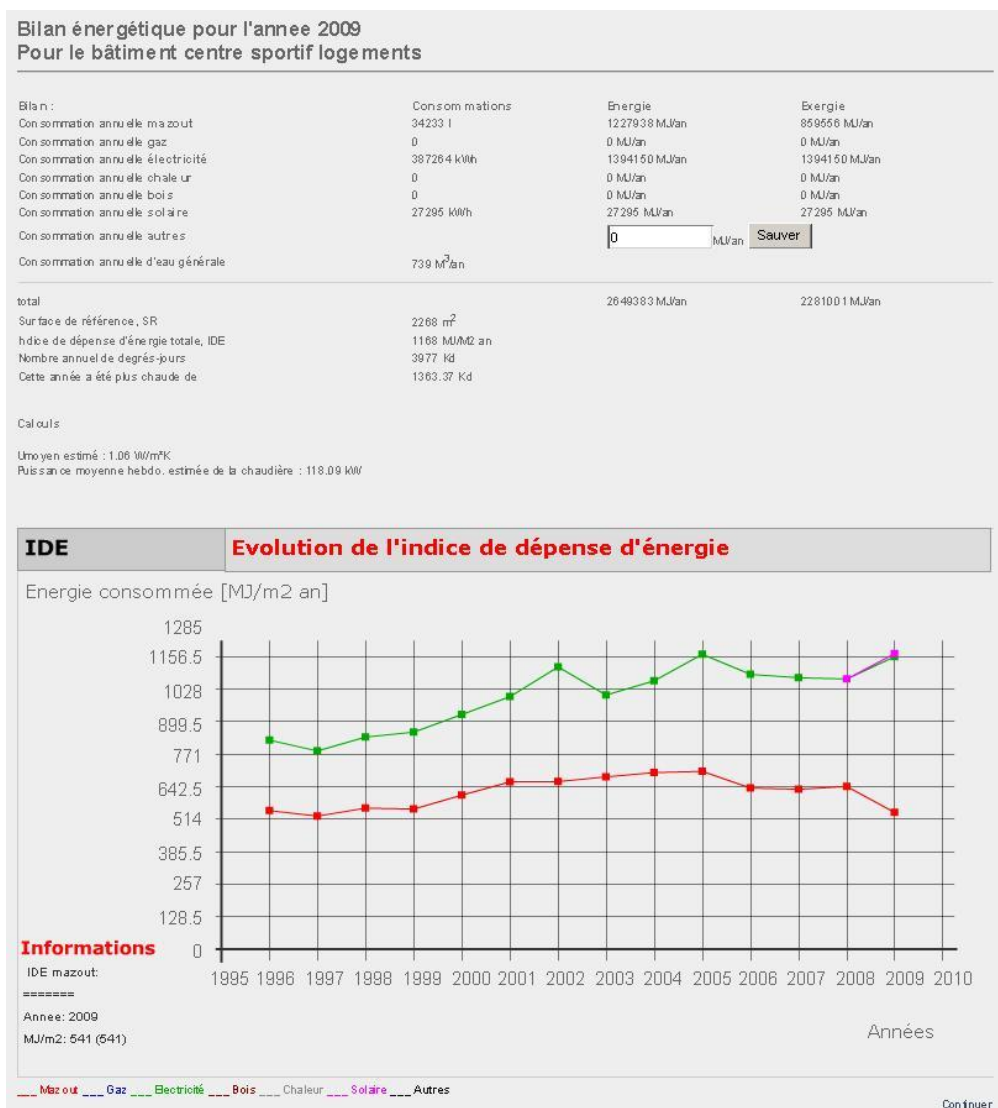 Bilan énergétique pour l'annee 2009
Pour le bâtiment centre sportif logements
Bilan : Consommations Energie Exergie
Consommation annuelle mazout 34233 l 1227938 MJ/an 859556 MJ/an
Consommation annuelle gaz 0 0 MJ/an 0 MJ/an
Consommation annuelle électricité 387264 kWh 1394150 MJ/an 1394150 MJ/an
Consommation annuelle chaleur 0 0 MJ/an 0 MJ/an
Consommation annuelle bois 0 0 MJ/an 0 MJ/an
Consommation annuelle solaire 27295 kWh 27295 MJ/an 27295 MJ/an
Consommation annuelle autres 0 MJ/an Sauver
Consommation annuelle d'eau générale 739 M³/an
total 2649383 MJ/an 2281001 MJ/an
Surface de référence, SR 2268 m²
Indice de dépense d'énergie totale, IDE 1168 MJ/M2 an
Nombre annuel de degrés-jours 3977 Kd
Cette année a été plus chaude de 1363.37 Kd
Calculs
Umoyen estimé : 1.06 W/m²K
Puissance moyenne hebdo. estimée de la chaudière : 118.09 kW
IDE Evolution de l'indice de dépense d'énergie
Energie consommée [MJ/m2 an]
1285
1156.5
1028
899.5
771
642.5
514
385.5
257
128.5
0
1995 1996 1997 1998 1999 2000 2001 2002 2003 2004 2005 2006 2007 2008 2009 2010
Années
Informations
IDE mazout:
=======
Annee: 2009
MJ/m2: 541 (541)
___ Mazout ___ Gaz ___ Electricité ___ Bois ___ Chaleur ___ Solaire ___ Autres
Continuer